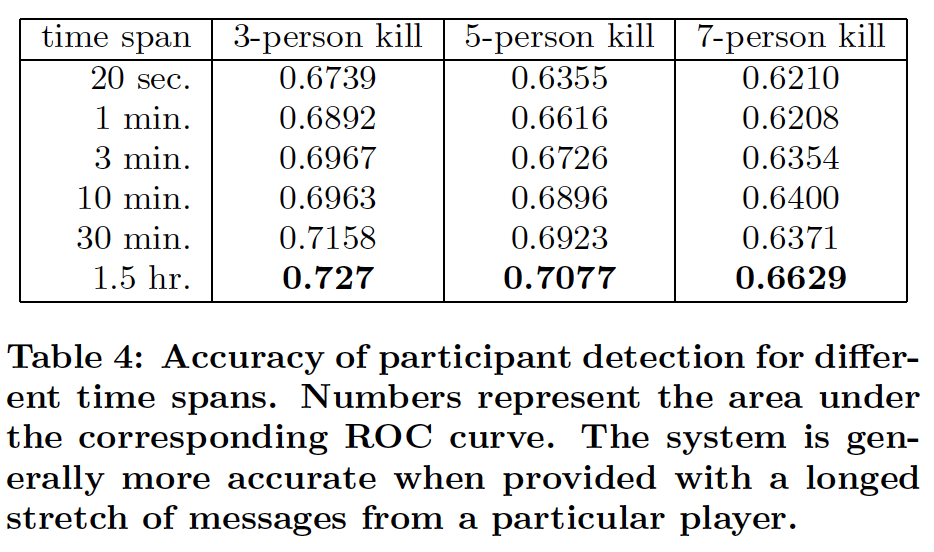 time span 3-person kill 5-person kill 7-person kill
20 sec. 0.6739 0.6355 0.6210
1 min. 0.6892 0.6616 0.6208
3 min. 0.6967 0.6726 0.6354
10 min. 0.6963 0.6896 0.6400
30 min. 0.7158 0.6923 0.6371
1.5 hr. 0.727 0.7077 0.6629
Table 4: Accuracy of participant detection for differ-
ent time spans. Numbers represent the area under
the corresponding ROC curve. The system is gen-
erally more accurate when provided with a longed
stretch of messages from a particular player.